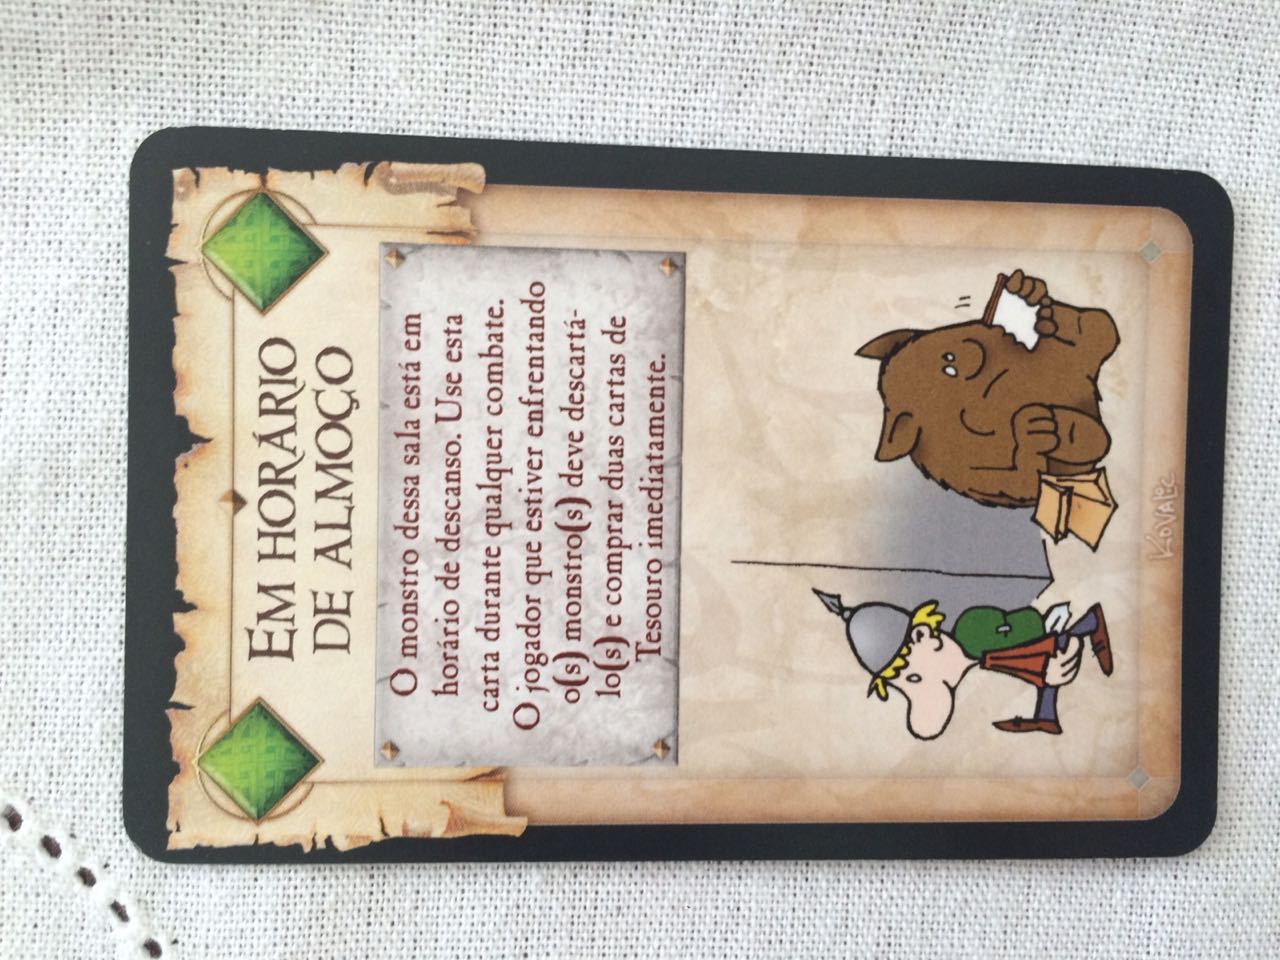 EM HORÁRIO
DE ALMOÇO
O monstro dessa sala está em
horário de descanso. Use esta
carta durante qualquer combate.
O jogador que estiver enfrentando
o(s) monstro(s) deve descartá-
lo(s) e comprar duas cartas de
Tesouro imediatamente.
KOVALIC